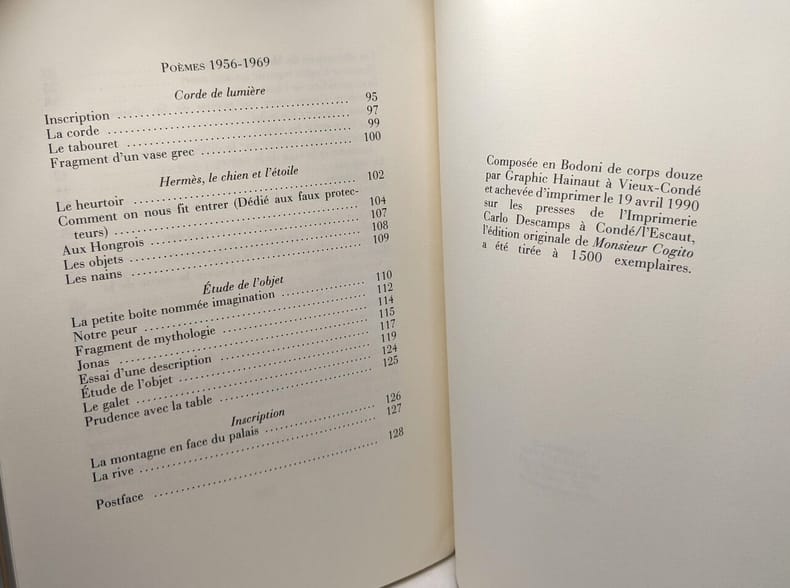 POÈMES 1956-1969
Corde de lumière
Inscription 95
La corde 97
Le tabouret 99
Fragment d'un vase grec 100
Hermès, le chien et l'étoile
Le heurtoir 102
Comment on nous fit entrer (Dédié aux faux protec-
teurs) 104
Aux Hongrois 107
Les objets 108
Les nains 109
Étude de l'objet
La petite boîte nommée imagination 110
Notre peur 112
Fragment de mythologie 114
Jonas 115
Essai d'une description 117
Étude de l'objet 119
Le galet 124
Prudence avec la table 125
Inscription
La montagne en face du palais 126
La rive 127
Postface 128
Composée en Bodoni de corps douze
par Graphic Hainaut à Vieux-Condé
et achevée d'imprimer le 19 avril 1990
sur les presses de l'Imprimerie
Carlo Descamps à Condé/l'Escaut,
l'édition originale de Monsieur Cogito
a été tirée à 1500 exemplaires.